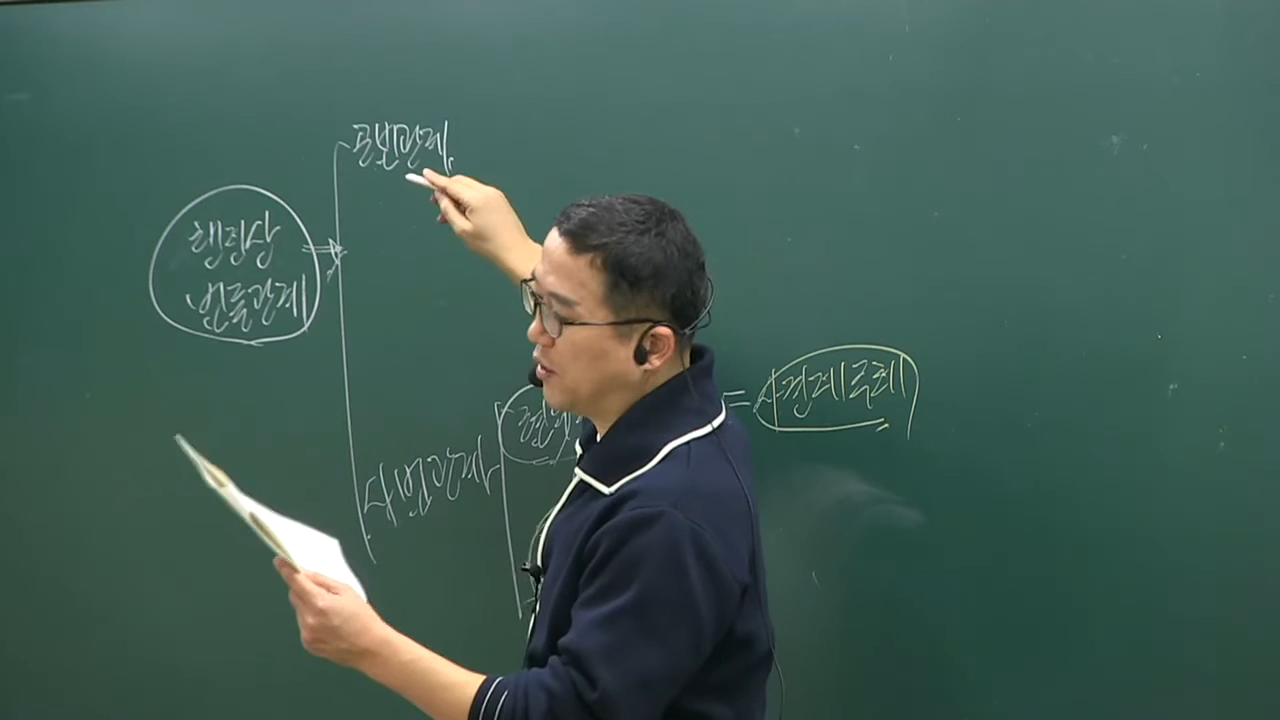 공법관계
행정상
법률관계
사법관계
= 사경제주체